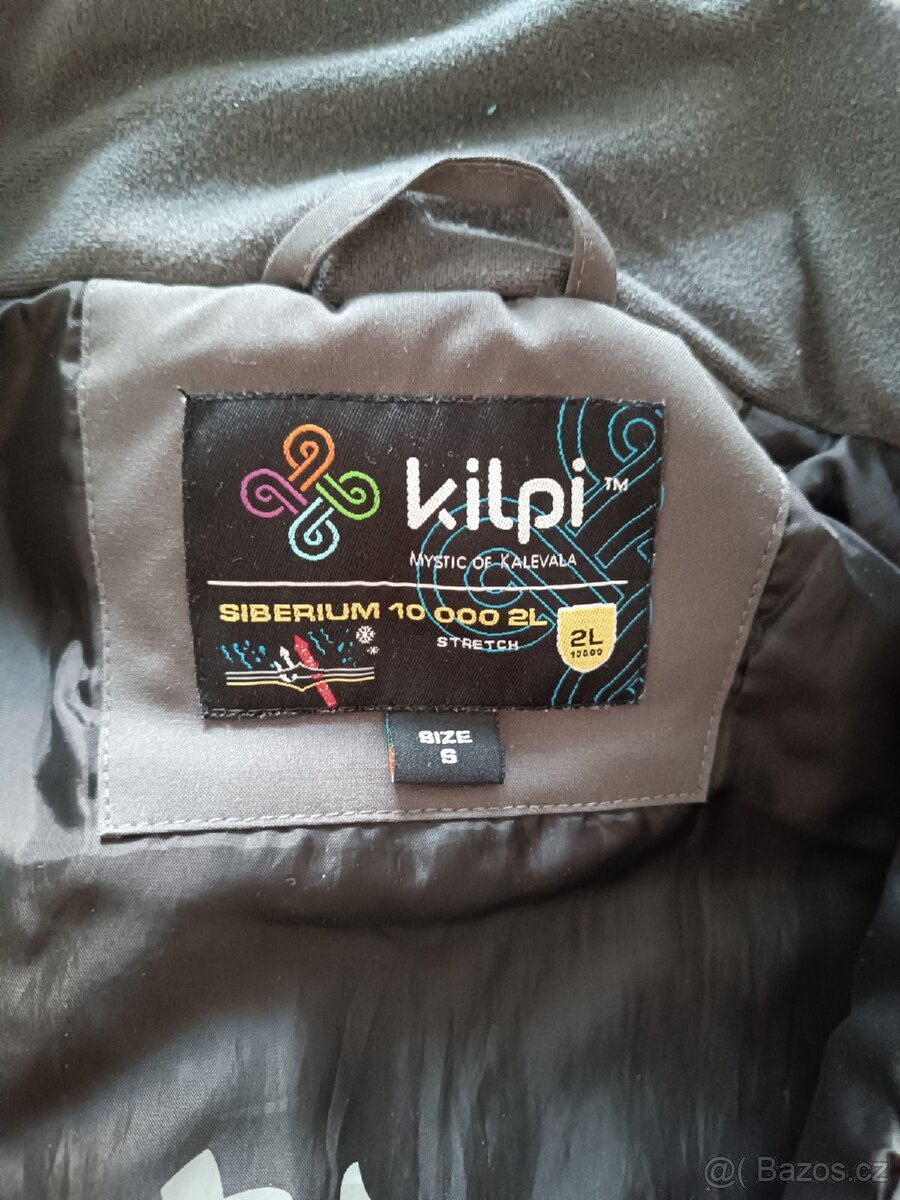 kilpi™
MYSTIC OF KALEVALA
SIBERIUM 10 000 2L
STRETCH
2L
10000
SIZE
S
@( Bazos.cz